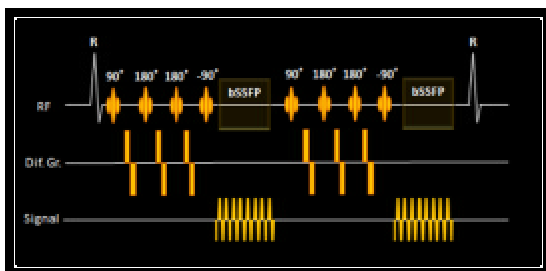 R R
90° 180° 180° -90° bSSFP 90° 180° 180° -90° bSSFP
RF
Dif. Gr.
Signal